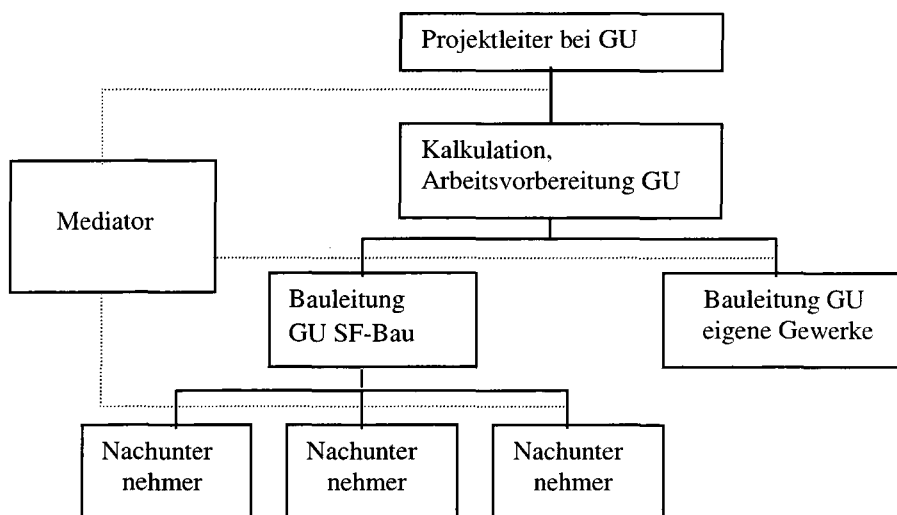 Projektleiter bei GU
Kalkulation,
Arbeitsvorbereitung GU
Mediator
Bauleitung
GU SF-Bau
Bauleitung GU
eigene Gewerke
Nachunter
nehmer
Nachunter
nehmer
Nachunter
nehmer